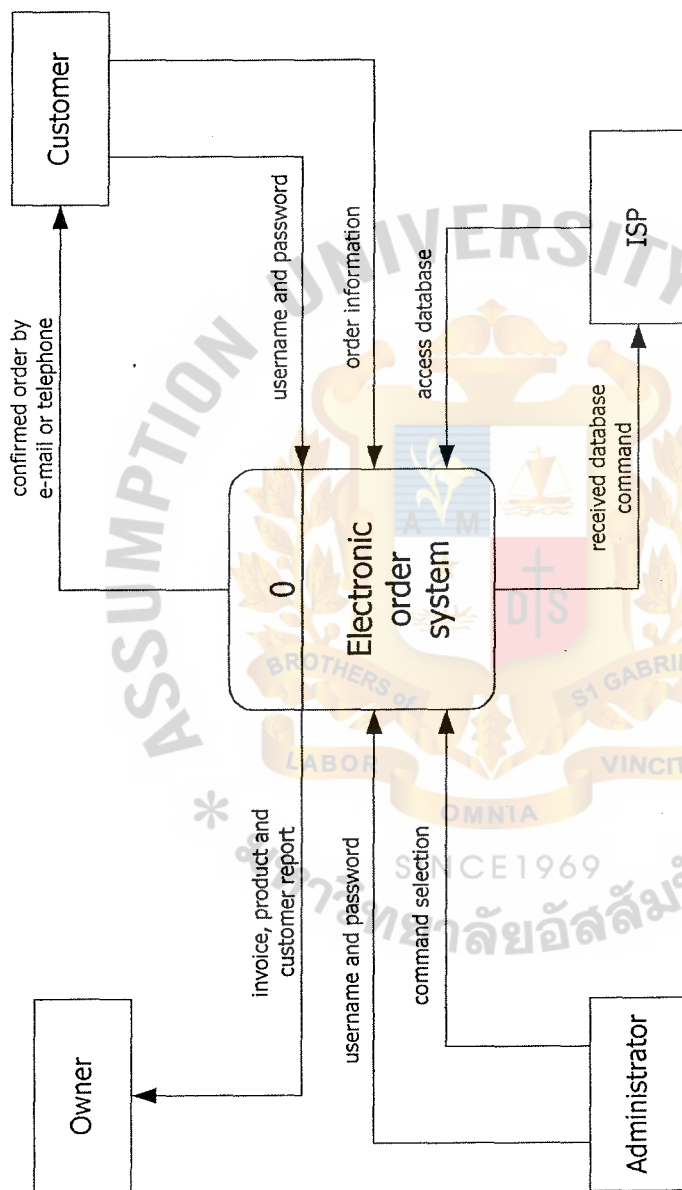 Owner
Customer
confirmed order by
e-mail or telephone
invoice, product and
customer report
username and password
0
Electronic
order
system
order information
username and password
access database
command selection
received database
command
Administrator
ISP
ASSUMPTION UNIVERSITY
A M
D S
BROTHERS of
S1 GABRI
LABOR
OMNIA
VINCIT
SINCE1969
*